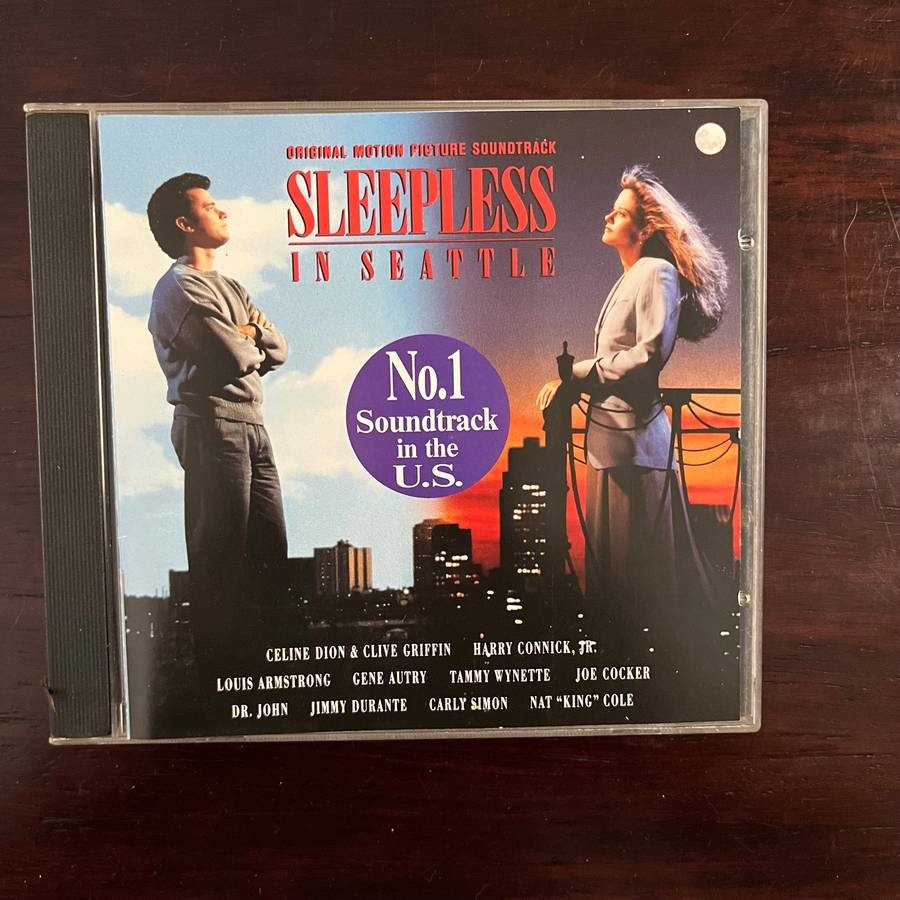 ORIGINAL MOTION PICTURE SOUNDTRACK
SLEEPLESS
IN SEATTLE
No.1
Soundtrack
in the
U.S.
CELINE DION & CLIVE GRIFFIN HARRY CONNICK, JR.
LOUIS ARMSTRONG GENE AUTRY TAMMY WYNETTE JOE COCKER
DR. JOHN JIMMY DURANTE CARLY SIMON NAT “KING” COLE